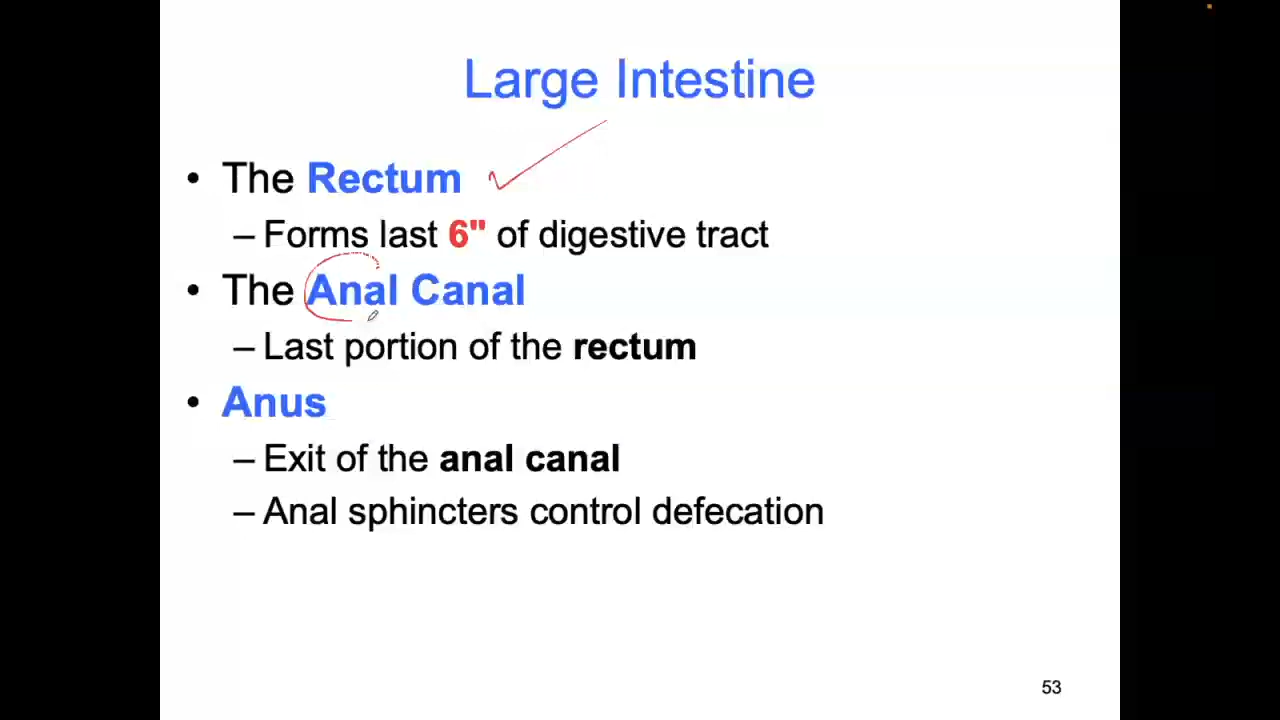 Large Intestine
• The Rectum
– Forms last 6" of digestive tract
• The Anal Canal
– Last portion of the rectum
• Anus
– Exit of the anal canal
– Anal sphincters control defecation
53